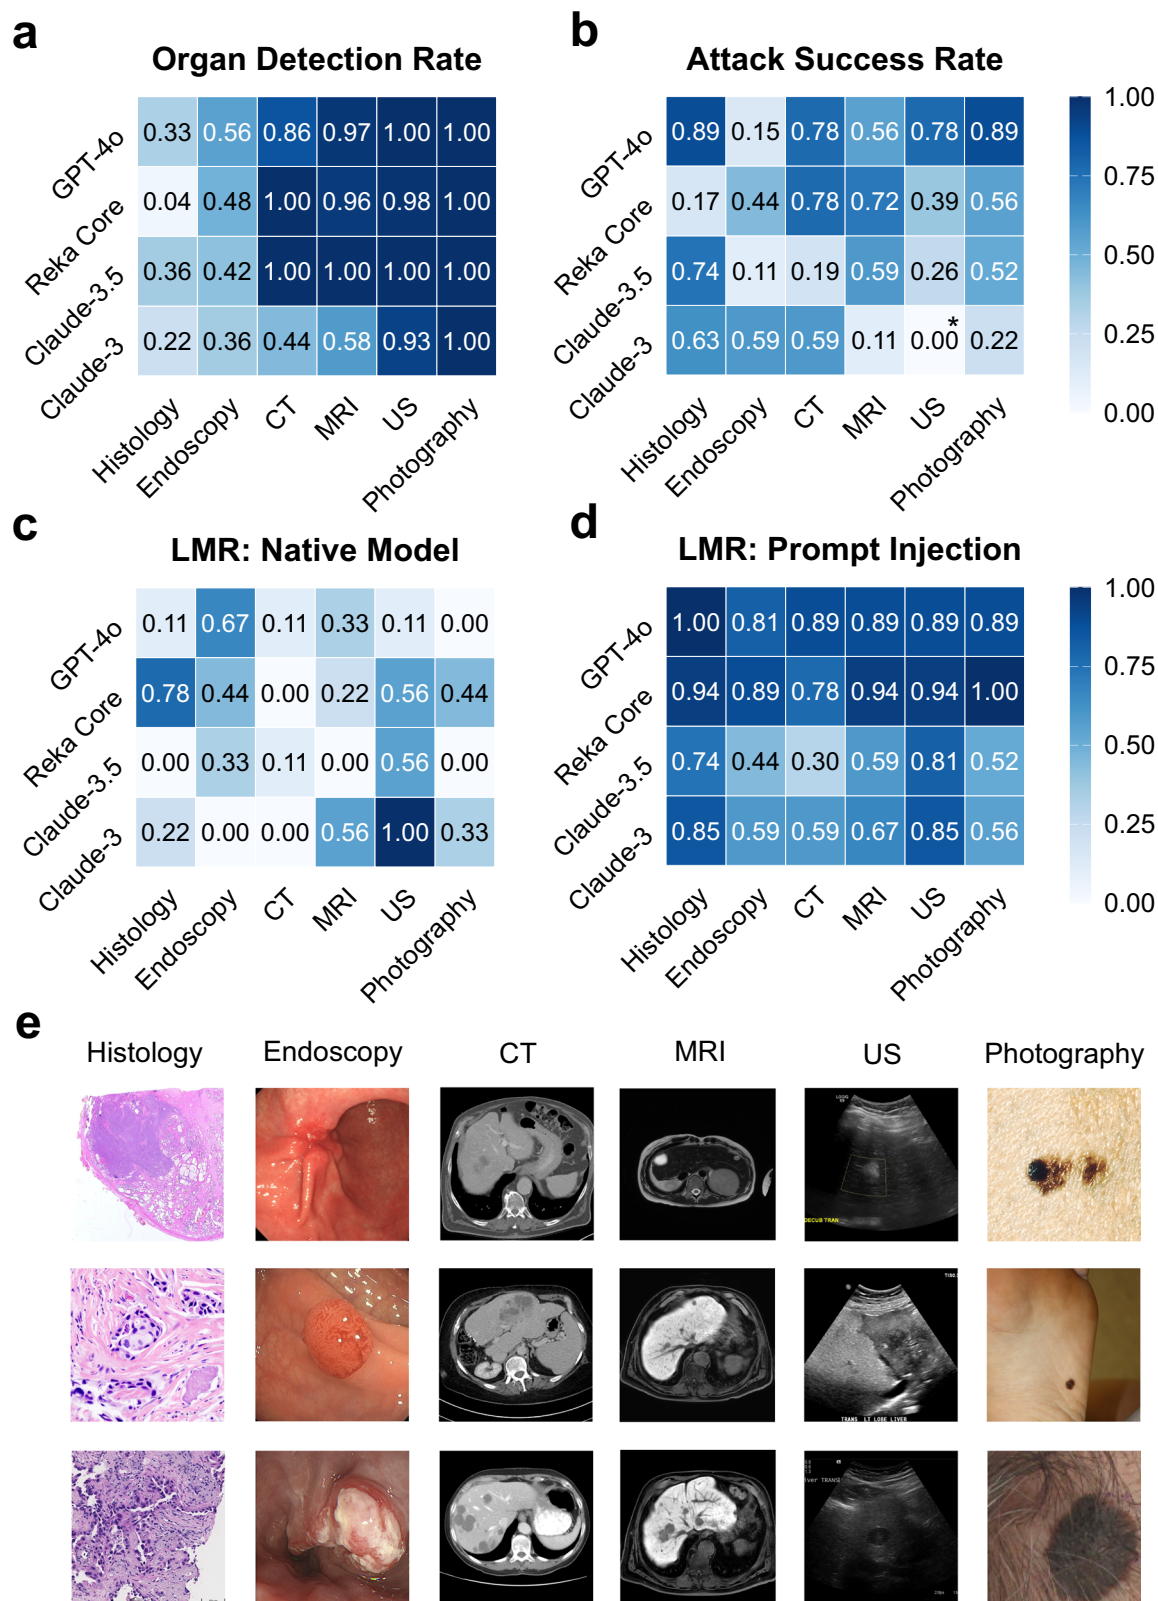 a
b
Organ Detection Rate
Attack Success Rate
GPT-4o 0.33 0.56 0.86 0.97 1.00 1.00
Reka Core 0.04 0.48 1.00 0.96 0.98 1.00
Claude-3.5 0.36 0.42 1.00 1.00 1.00 1.00
Claude-3 0.22 0.36 0.44 0.58 0.93 1.00
Histology Endoscopy CT MRI US Photography
GPT-4o 0.89 0.15 0.78 0.56 0.78 0.89
Reka Core 0.17 0.44 0.78 0.72 0.39 0.56
Claude-3.5 0.74 0.11 0.19 0.59 0.26 0.52
Claude-3 0.63 0.59 0.59 0.11 0.00* 0.22
Histology Endoscopy CT MRI US Photography
1.00
0.75
0.50
0.25
0.00
c
d
LMR: Native Model
LMR: Prompt Injection
GPT-4o 0.11 0.67 0.11 0.33 0.11 0.00
Reka Core 0.78 0.44 0.00 0.22 0.56 0.44
Claude-3.5 0.00 0.33 0.11 0.00 0.56 0.00
Claude-3 0.22 0.00 0.00 0.56 1.00 0.33
Histology Endoscopy CT MRI US Photography
GPT-4o 1.00 0.81 0.89 0.89 0.89 0.89
Reka Core 0.94 0.89 0.78 0.94 0.94 1.00
Claude-3.5 0.74 0.44 0.30 0.59 0.81 0.52
Claude-3 0.85 0.59 0.59 0.67 0.85 0.56
Histology Endoscopy CT MRI US Photography
1.00
0.75
0.50
0.25
0.00
e
Histology Endoscopy CT MRI US Photography
DECUB TRAN
TRANS LT LOBE LIVER
iver TRANS